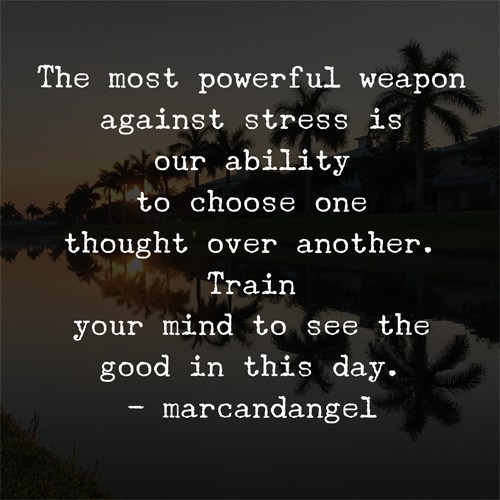 The most powerful weapon
against stress is
our ability
to choose one
thought over another.
Train
your mind to see the
good in this day.
- marcandangel